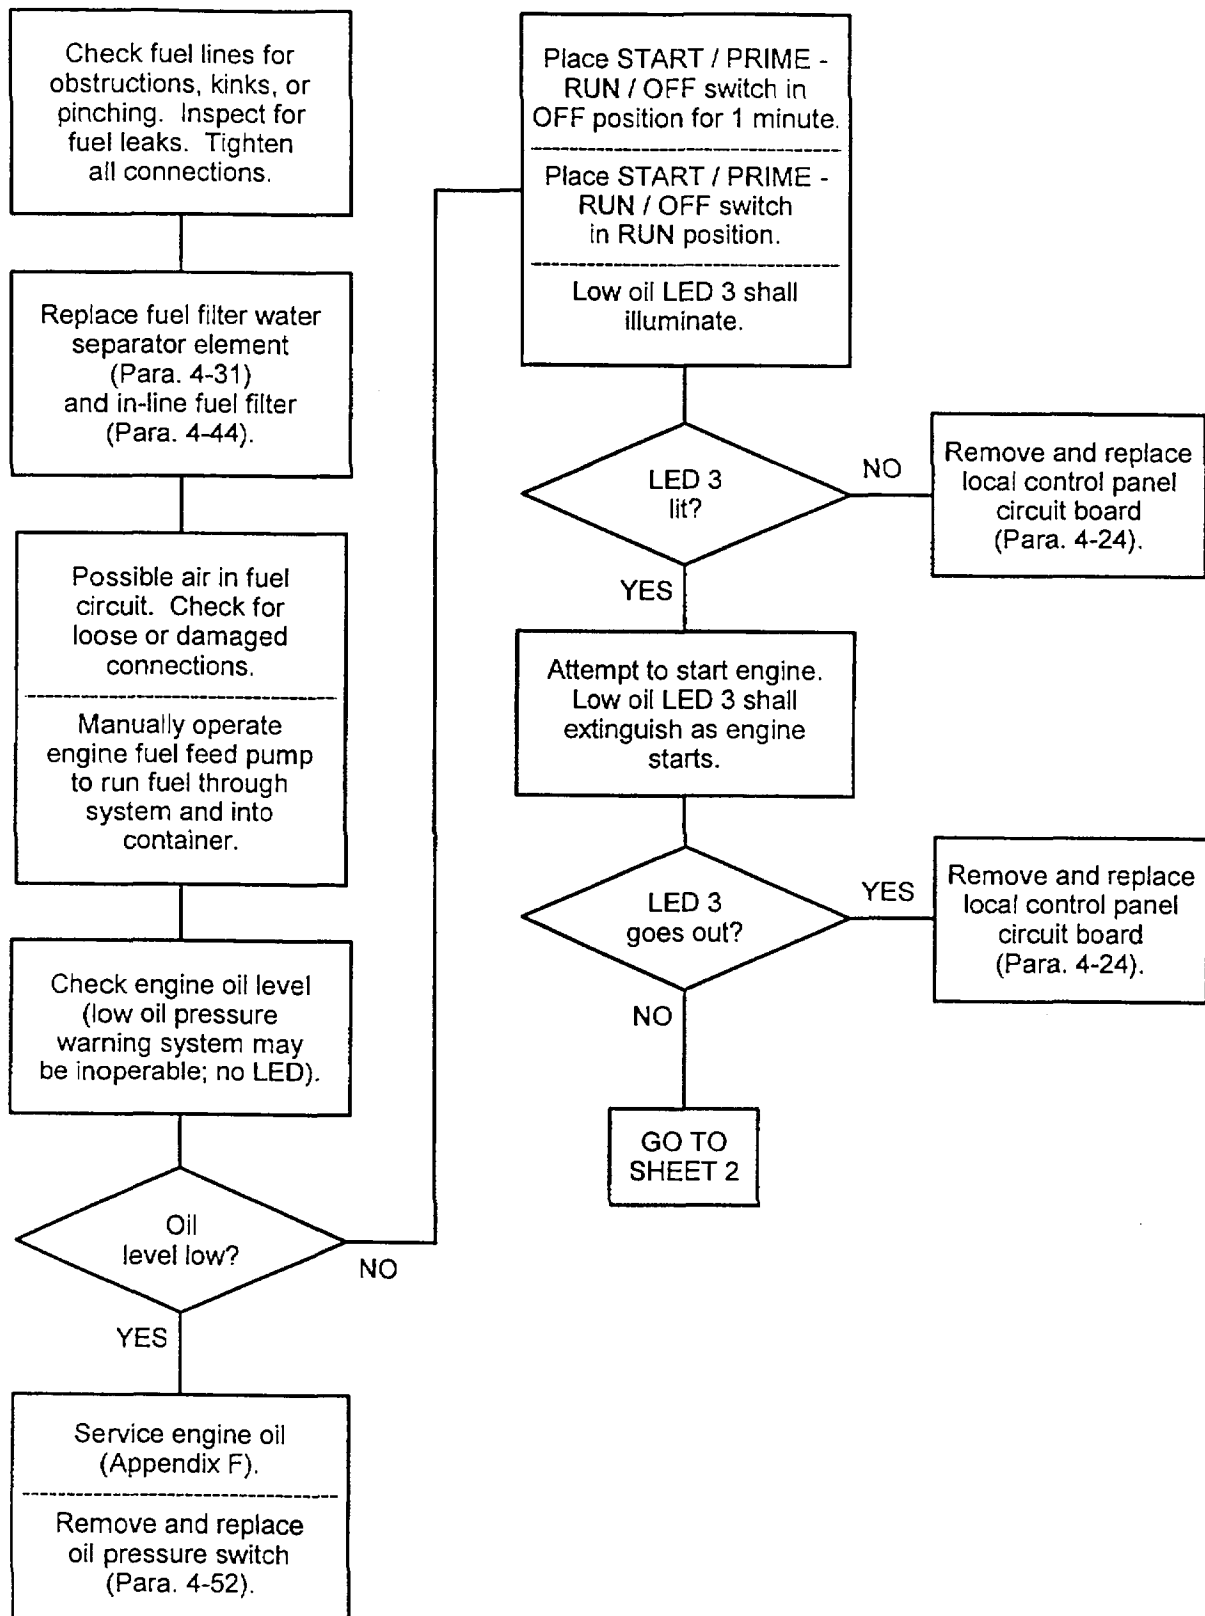 Check fuel lines for
obstructions, kinks, or
pinching. Inspect for
fuel leaks. Tighten
all connections.
Replace fuel filter water
separator element
(Para. 4-31)
and in-line fuel filter
(Para. 4-44).
Possible air in fuel
circuit. Check for
loose or damaged
connections.
Manually operate
engine fuel feed pump
to run fuel through
system and into
container.
Check engine oil level
(low oil pressure
warning system may
be inoperable; no LED).
Oil
level low?
NO
YES
Service engine oil
(Appendix F).
Remove and replace
oil pressure switch
(Para. 4-52).
Place START / PRIME -
RUN / OFF switch in
OFF position for 1 minute.
Place START / PRIME -
RUN / OFF switch
in RUN position.
Low oil LED 3 shall
illuminate.
LED 3
lit?
NO
Remove and replace
local control panel
circuit board
(Para. 4-24).
YES
Attempt to start engine.
Low oil LED 3 shall
extinguish as engine
starts.
LED 3
goes out?
YES
Remove and replace
local control panel
circuit board
(Para. 4-24).
NO
GO TO
SHEET 2